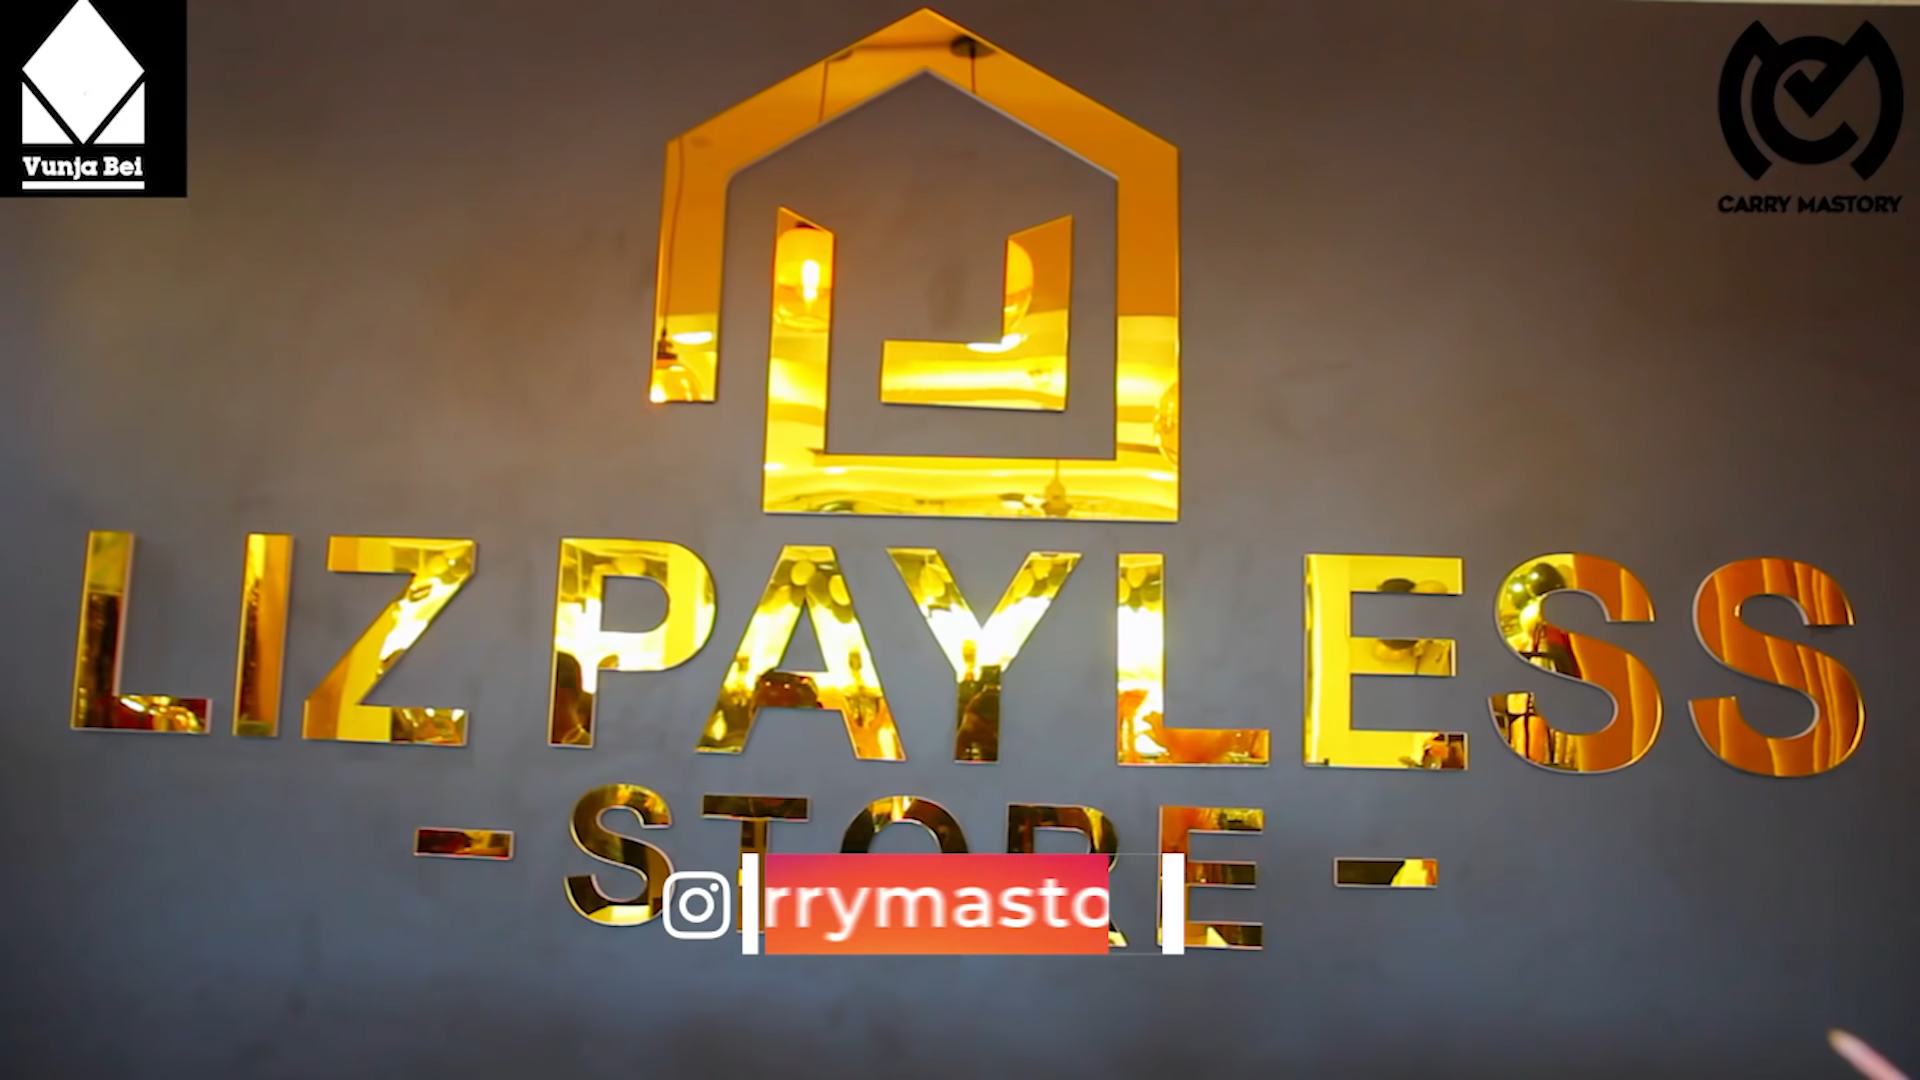 Vunja Bei
CARRY MASTORY
LIZ PAYLESS
- STORE -
rrymasto